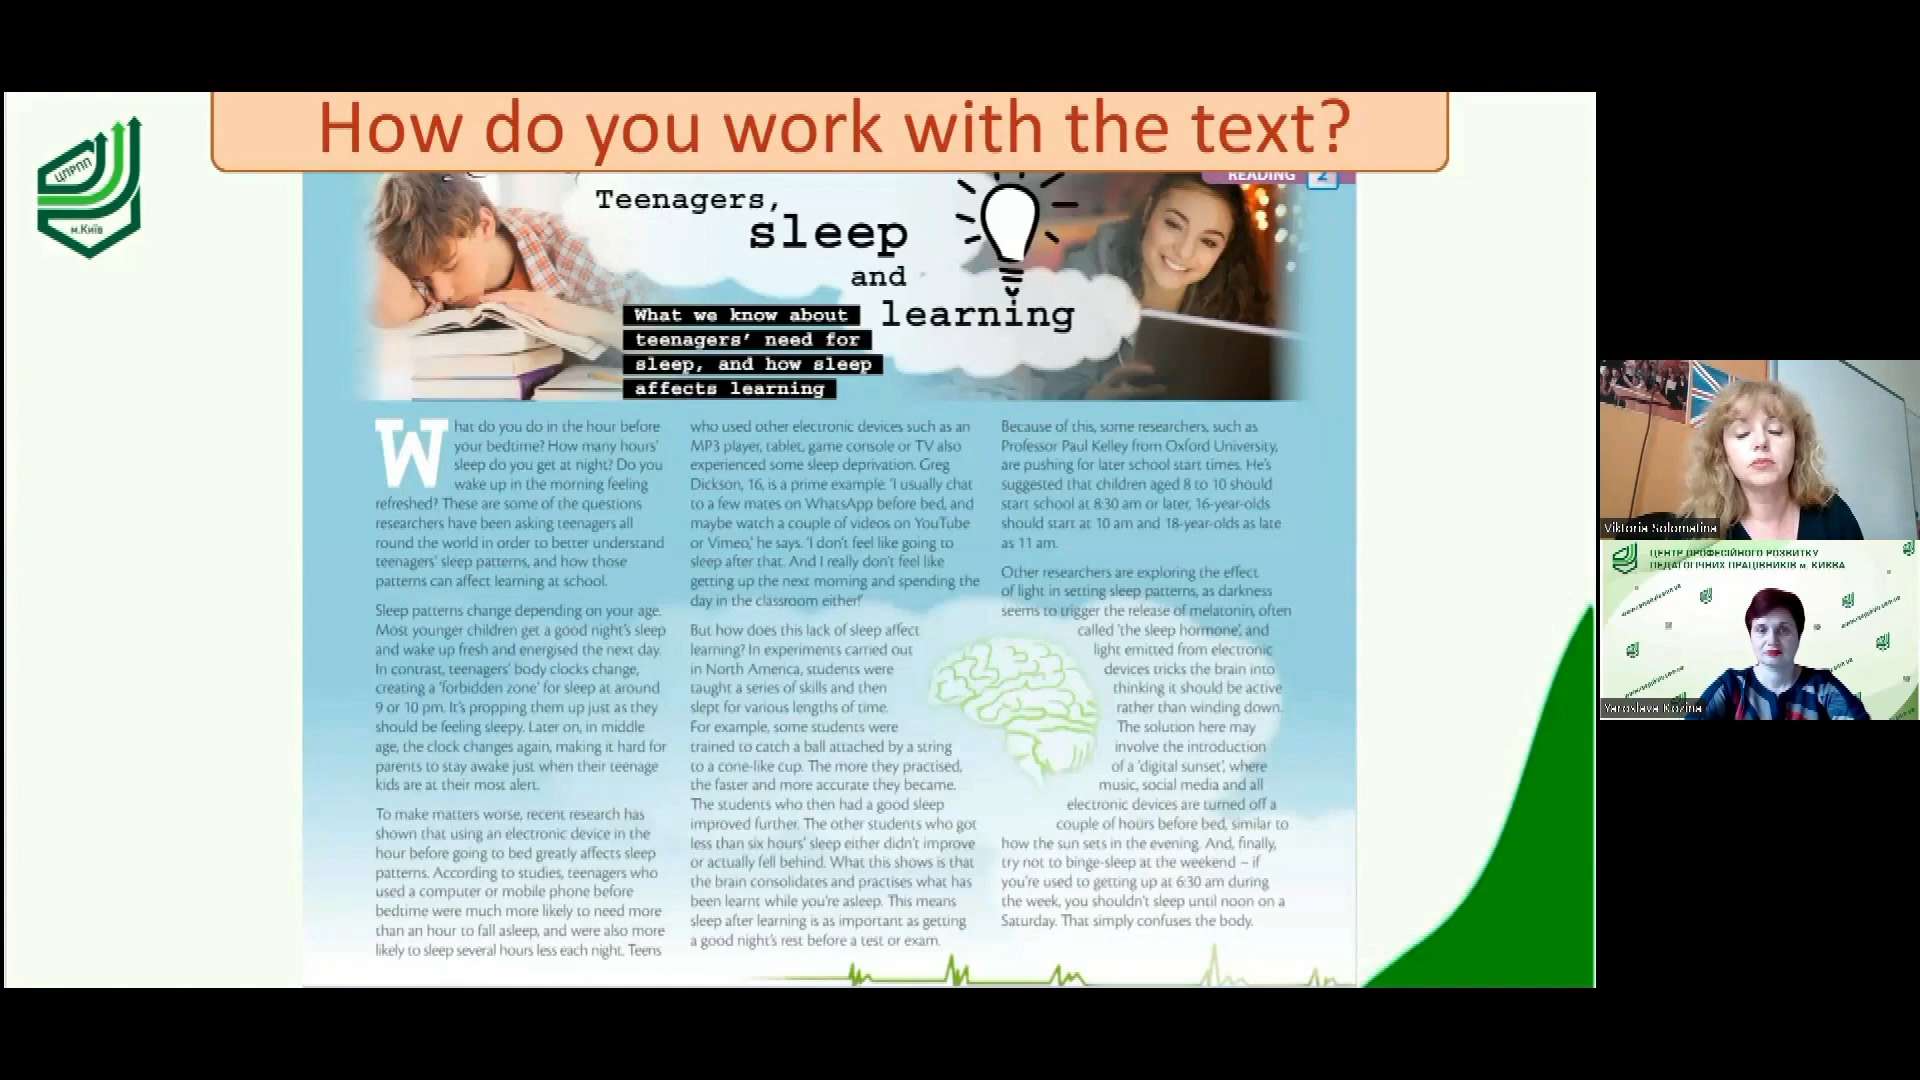 How do you work with the text?
ЦПРПП
м.Київ
READING 2
Teenagers,
sleep
and
learning
What we know about
teenagers' need for
sleep, and how sleep
affects learning
What do you do in the hour before
your bedtime? How many hours'
sleep do you get at night? Do you
wake up in the morning feeling
refreshed? These are some of the questions
researchers have been asking teenagers all
round the world in order to better understand
teenagers' sleep patterns, and how those
patterns can affect learning at school.
Sleep patterns change depending on your age.
Most younger children get a good night's sleep
and wake up fresh and energised the next day.
In contrast, teenagers' body clocks change,
creating a 'forbidden zone' for sleep at around
9 or 10 pm. It's propping them up just as they
should be feeling sleepy. Later on, in middle
age, the clock changes again, making it hard for
parents to stay awake just when their teenage
kids are at their most alert.
To make matters worse, recent research has
shown that using an electronic device in the
hour before going to bed greatly affects sleep
patterns. According to studies, teenagers who
used a computer or mobile phone before
bedtime were much more likely to need more
than an hour to fall asleep, and were also more
likely to sleep several hours less each night. Teens
who used other electronic devices such as an
MP3 player, tablet, game console or TV also
experienced some sleep deprivation. Greg
Dickson, 16, is a prime example. 'I usually chat
to a few mates on WhatsApp before bed, and
maybe watch a couple of videos on YouTube
or Vimeo,' he says. 'I don't feel like going to
sleep after that. And I really don't feel like
getting up the next morning and spending the
day in the classroom either!'
But how does this lack of sleep affect
learning? In experiments carried out
in North America, students were
taught a series of skills and then
slept for various lengths of time.
For example, some students were
trained to catch a ball attached by a string
to a cone-like cup. The more they practised,
the faster and more accurate they became.
The students who then had a good sleep
improved further. The other students who got
less than six hours' sleep either didn't improve
or actually fell behind. What this shows is that
the brain consolidates and practises what has
been learnt while you're asleep. This means
sleep after learning is as important as getting
a good night's rest before a test or exam.
Because of this, some researchers, such as
Professor Paul Kelley from Oxford University,
are pushing for later school start times. He's
suggested that children aged 8 to 10 should
start school at 8:30 am or later, 16-year-olds
should start at 10 am and 18-year-olds as late
as 11 am.
Other researchers are exploring the effect
of light in setting sleep patterns, as darkness
seems to trigger the release of melatonin, often
called 'the sleep hormone', and
light emitted from electronic
devices tricks the brain into
thinking it should be active
rather than winding down.
The solution here may
involve the introduction
of a 'digital sunset', where
music, social media and all
electronic devices are turned off a
couple of hours before bed, similar to
how the sun sets in the evening. And, finally,
try not to binge-sleep at the weekend – if
you're used to getting up at 6:30 am during
the week, you shouldn't sleep until noon on a
Saturday. That simply confuses the body.
Viktoria Solomatina
ЦЕНТР ПРОФЕСІЙНОГО РОЗВИТКУ
ПЕДАГОГІЧНИХ ПРАЦІВНИКІВ м. КИЄВА
Yaroslava Kozina